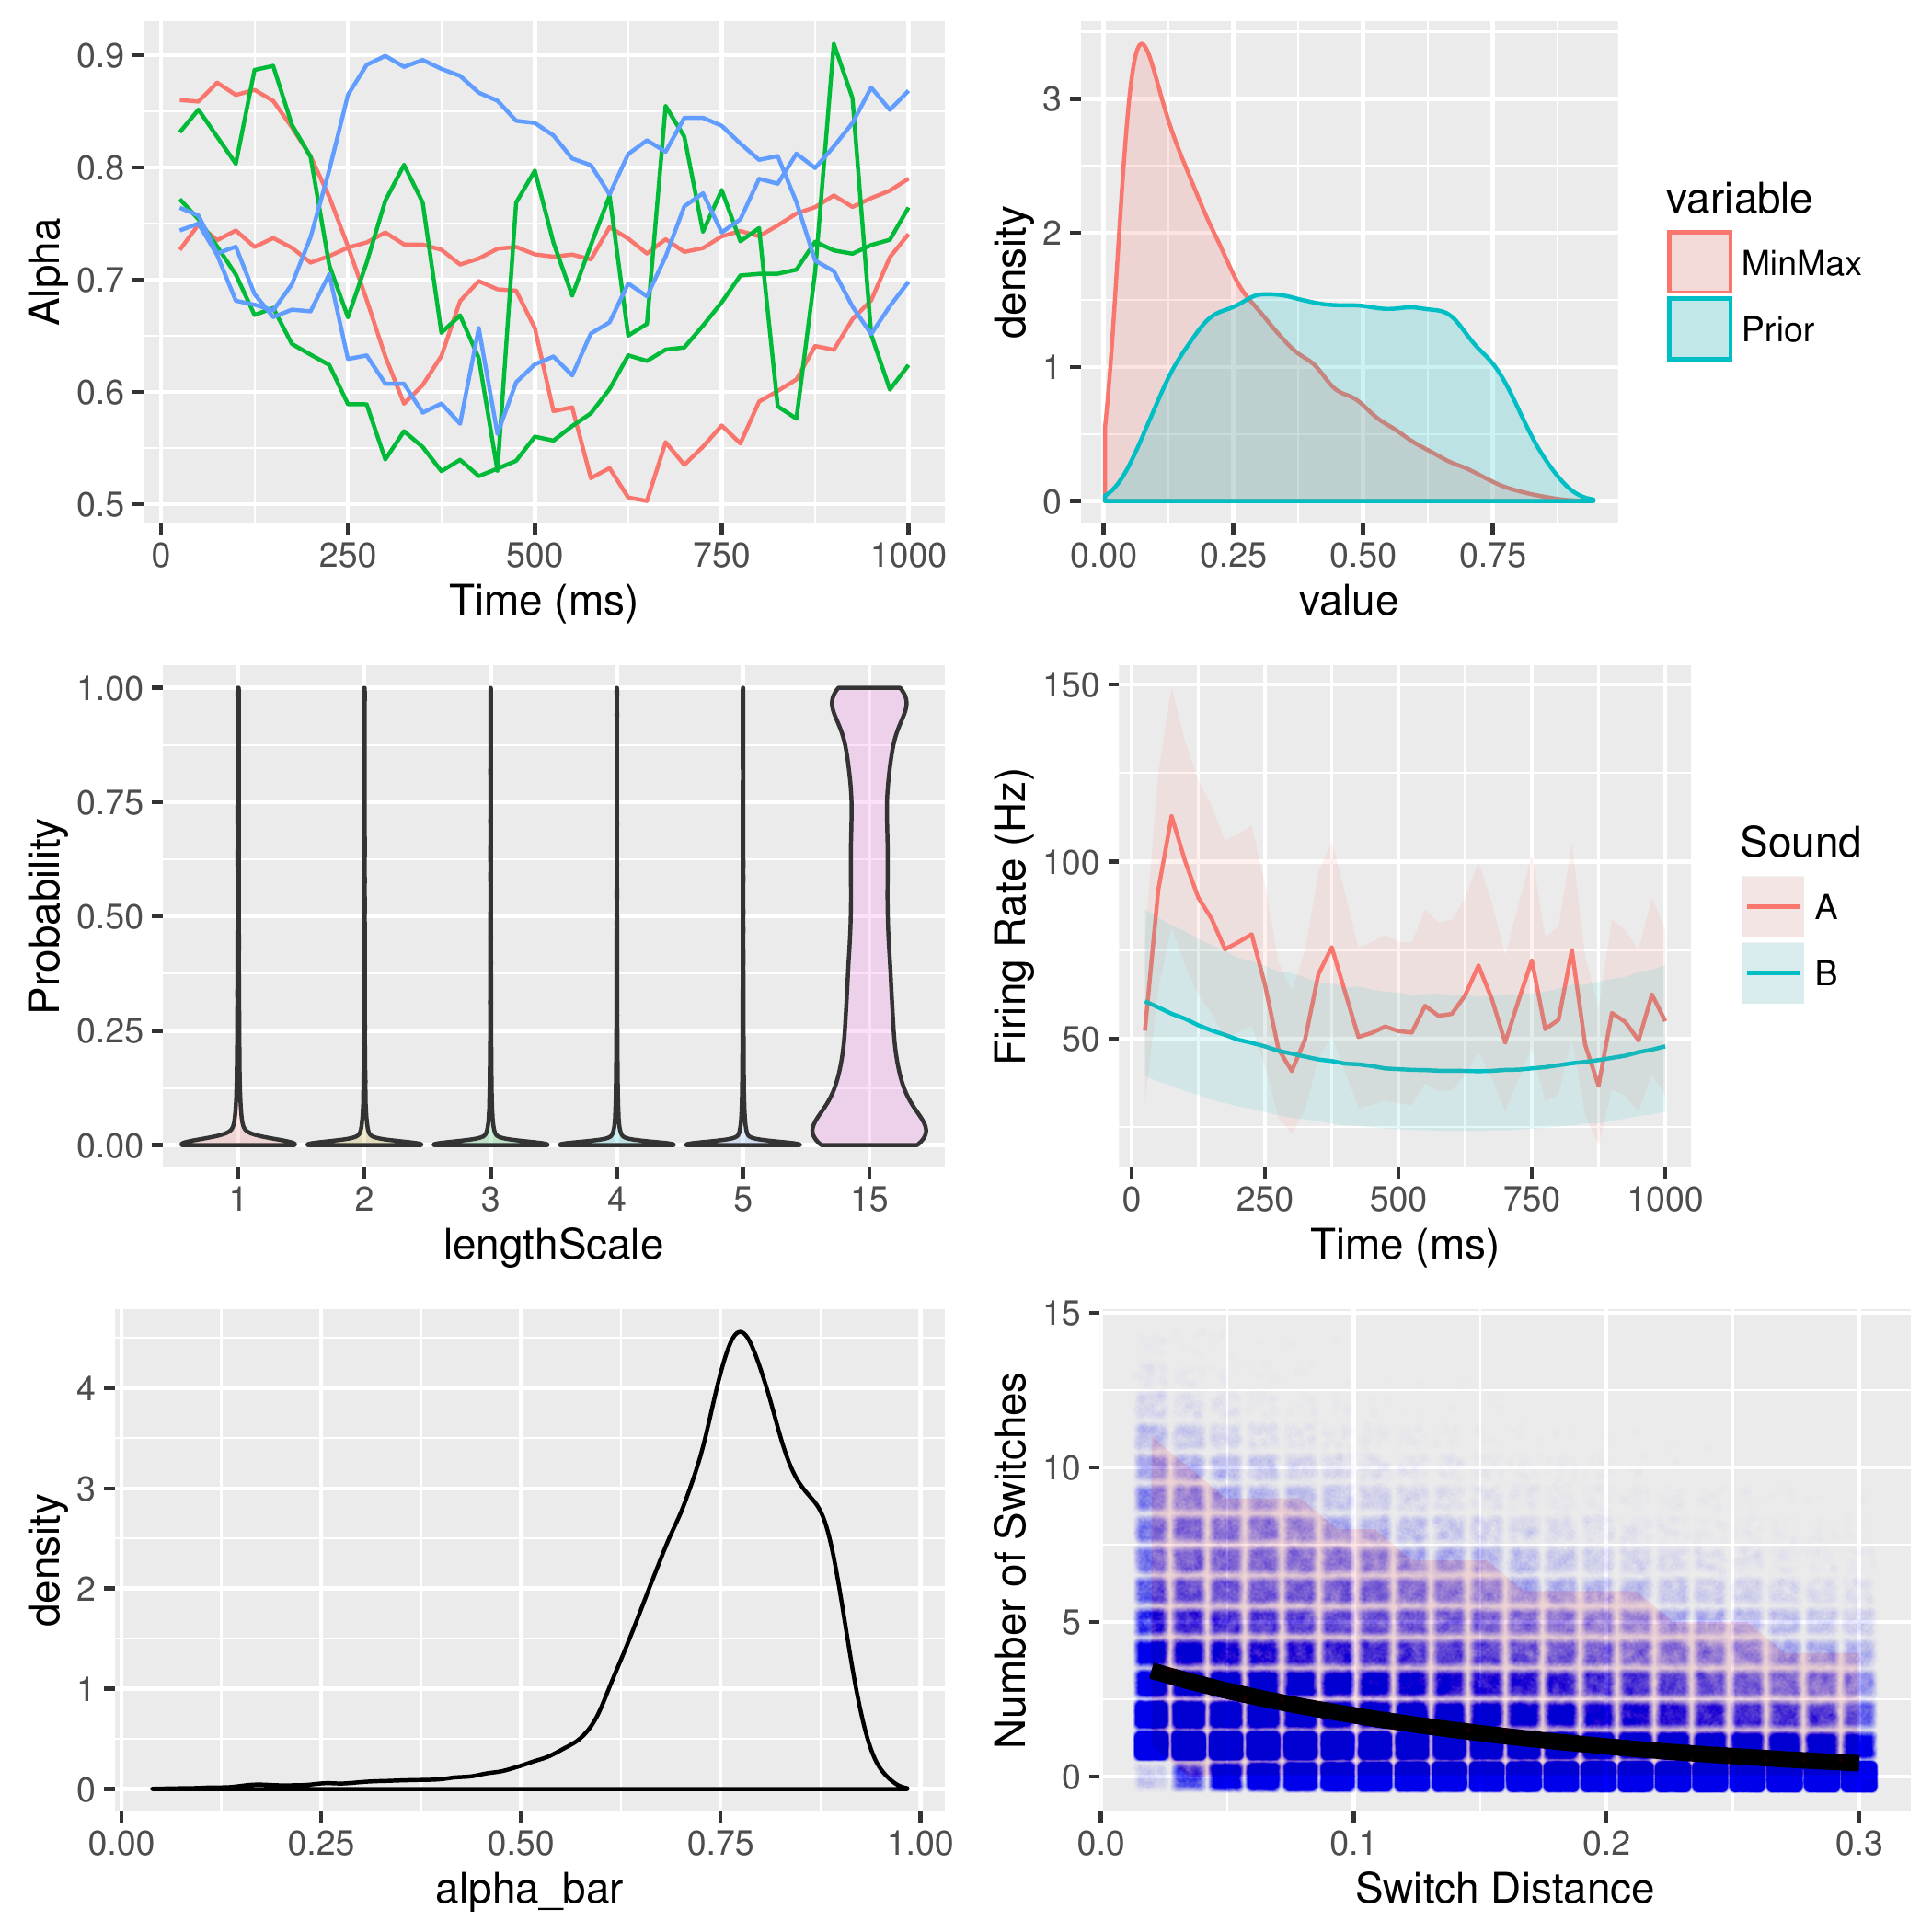 Alpha
0.9
0.8
0.7
0.6
0.5
0 250 500 750 1000
Time (ms)
density
3
2
1
0
0.00 0.25 0.50 0.75
value
variable
MinMax
Prior
Probability
1.00
0.75
0.50
0.25
0.00
1 2 3 4 5 15
lengthScale
Firing Rate (Hz)
150
100
50
0 250 500 750 1000
Time (ms)
Sound
A
B
density
4
3
2
1
0
0.00 0.25 0.50 0.75 1.00
alpha_bar
Number of Switches
15
10
5
0
0.0 0.1 0.2 0.3
Switch Distance